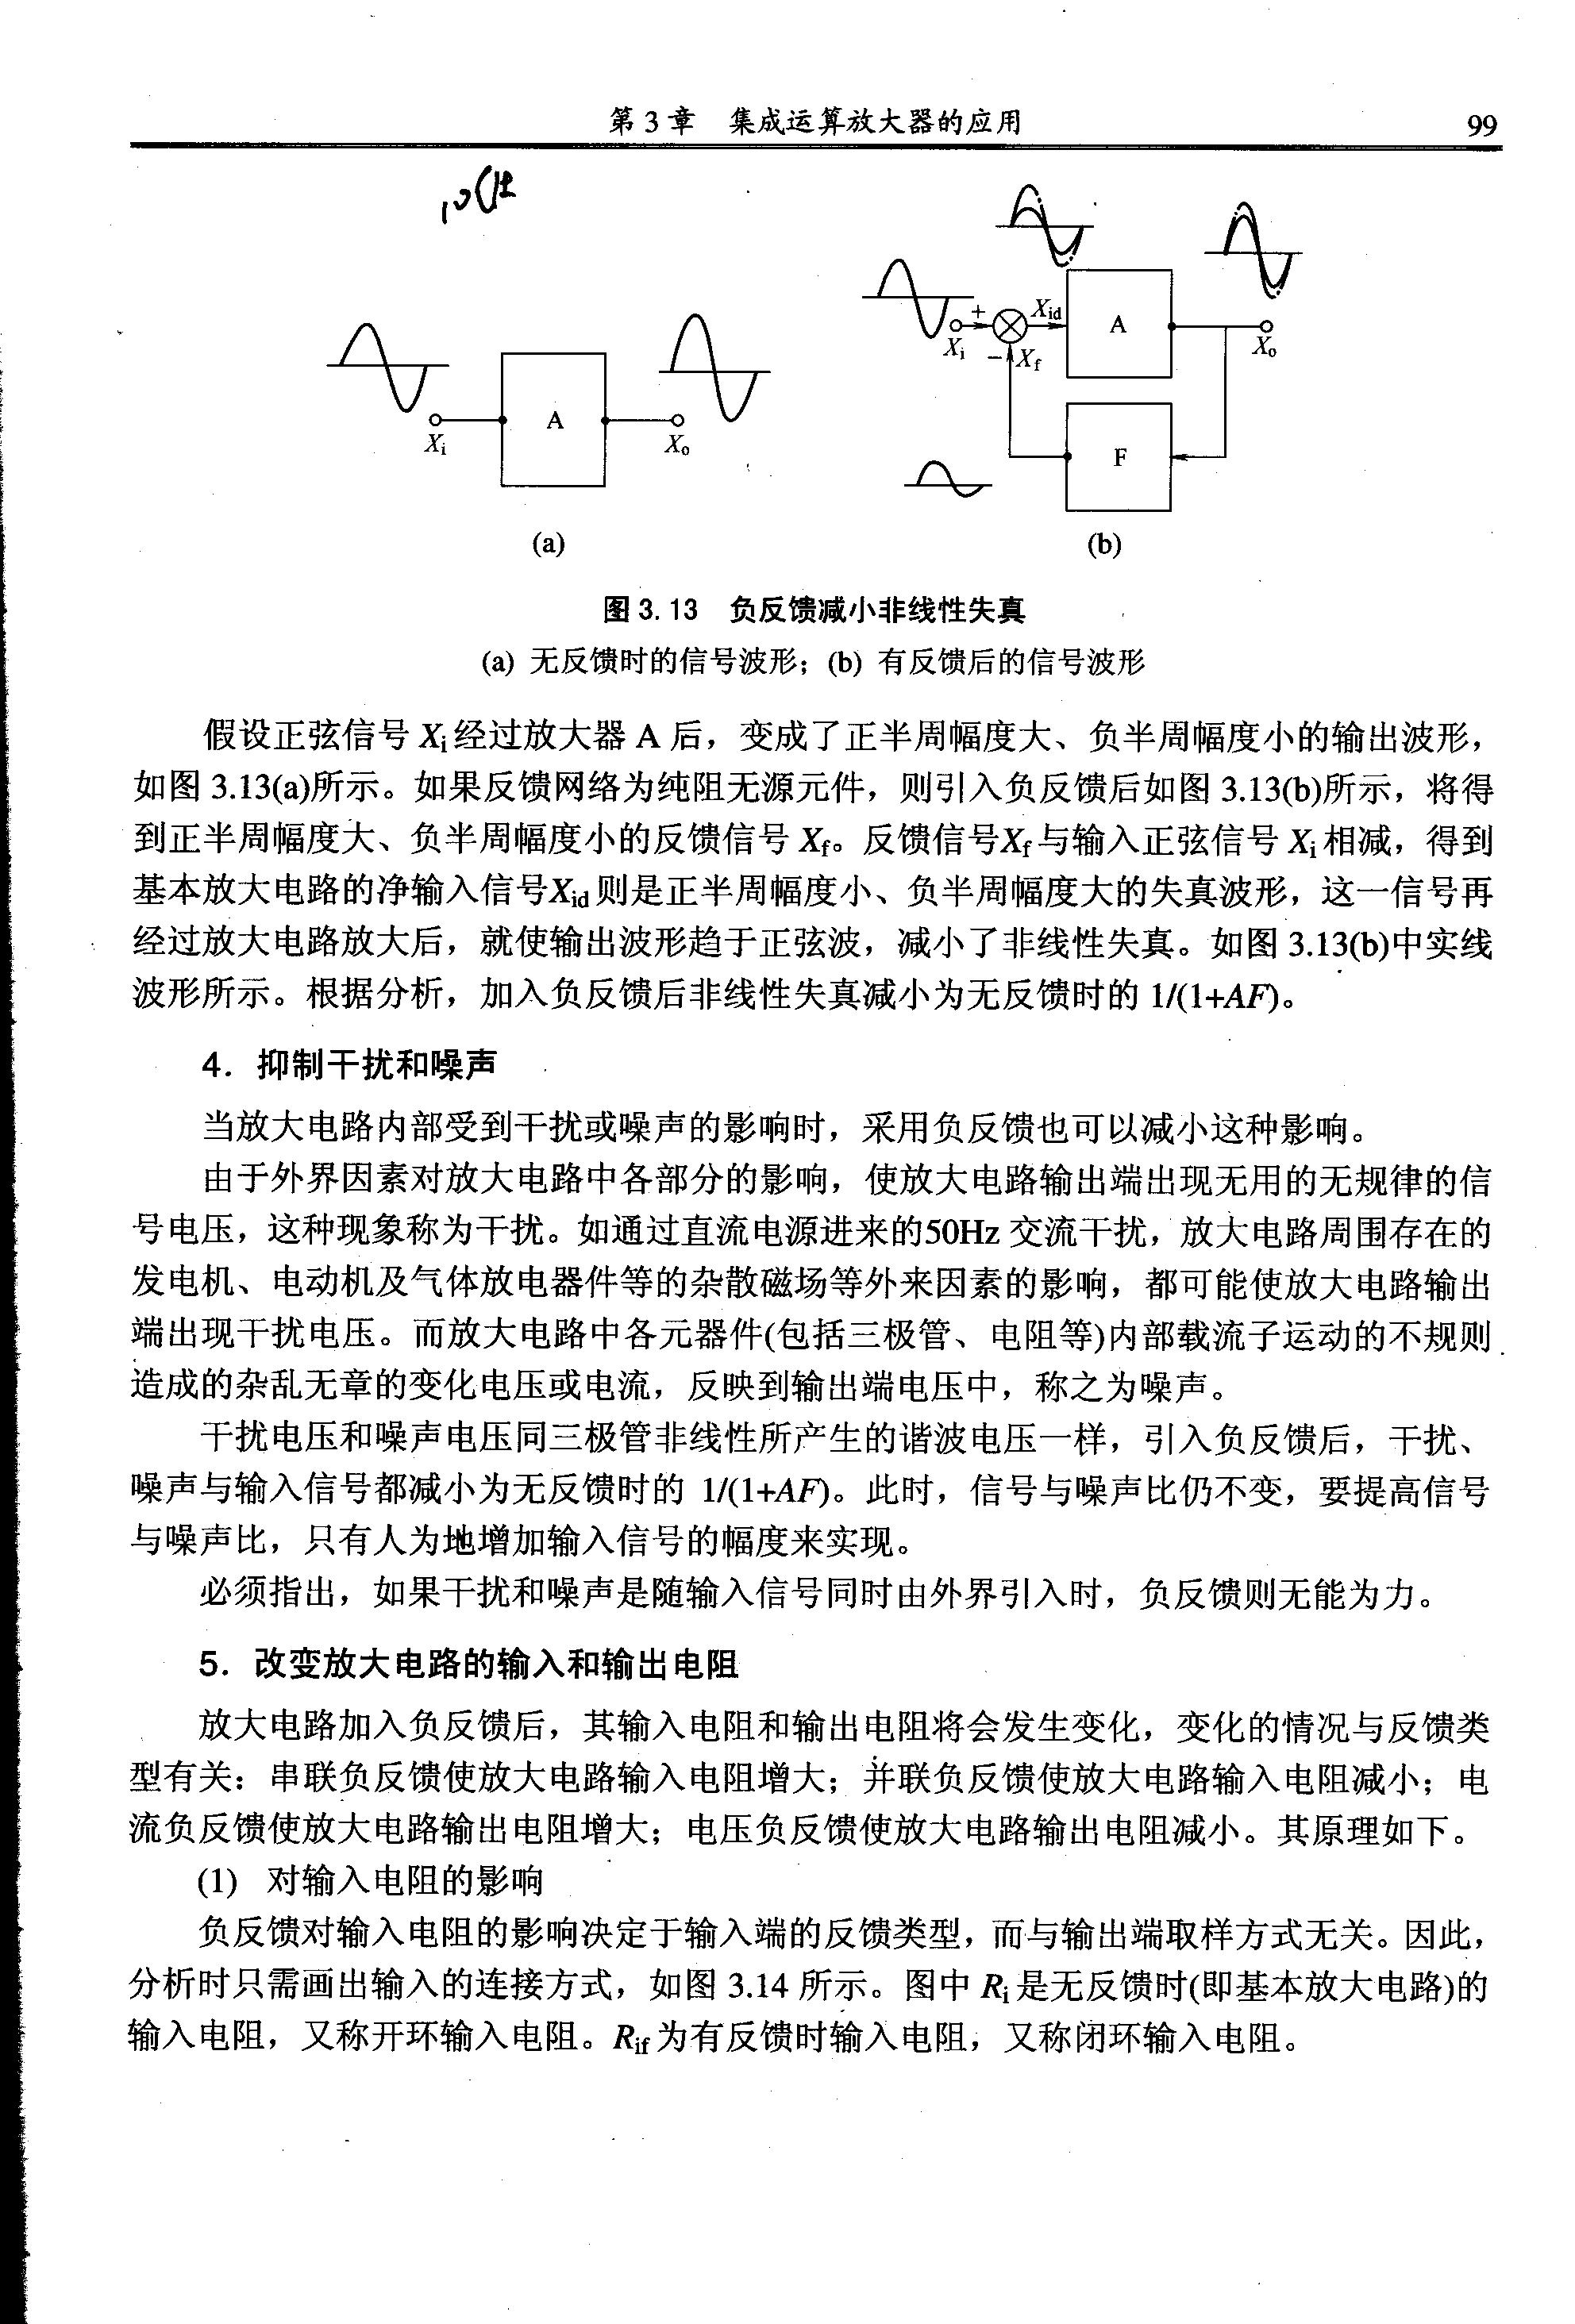 第3章 集成运算放大器的应用 99
Xi A Xo
+ Xi − Xf Xid A Xo
F
(a) (b)
图3.13 负反馈减小非线性失真
(a) 无反馈时的信号波形；(b) 有反馈后的信号波形
假设正弦信号 Xi 经过放大器 A 后，变成了正半周幅度大、负半周幅度小的输出波形，
如图 3.13(a)所示。如果反馈网络为纯阻无源元件，则引入负反馈后如图 3.13(b)所示，将得
到正半周幅度大、负半周幅度小的反馈信号 Xf。反馈信号Xf 与输入正弦信号 Xi 相减，得到
基本放大电路的净输入信号Xid 则是正半周幅度小、负半周幅度大的失真波形，这一信号再
经过放大电路放大后，就使输出波形趋于正弦波，减小了非线性失真。如图 3.13(b)中实线
波形所示。根据分析，加入负反馈后非线性失真减小为无反馈时的 1/(1+AF)。
4．抑制干扰和噪声
当放大电路内部受到干扰或噪声的影响时，采用负反馈也可以减小这种影响。
由于外界因素对放大电路中各部分的影响，使放大电路输出端出现无用的无规律的信
号电压，这种现象称为干扰。如通过直流电源进来的50Hz 交流干扰，放大电路周围存在的
发电机、电动机及气体放电器件等的杂散磁场等外来因素的影响，都可能使放大电路输出
端出现干扰电压。而放大电路中各元器件(包括三极管、电阻等)内部载流子运动的不规则
造成的杂乱无章的变化电压或电流，反映到输出端电压中，称之为噪声。
干扰电压和噪声电压同三极管非线性所产生的谐波电压一样，引入负反馈后，干扰、
噪声与输入信号都减小为无反馈时的 1/(1+AF)。此时，信号与噪声比仍不变，要提高信号
与噪声比，只有人为地增加输入信号的幅度来实现。
必须指出，如果干扰和噪声是随输入信号同时由外界引入时，负反馈则无能为力。
5．改变放大电路的输入和输出电阻
放大电路加入负反馈后，其输入电阻和输出电阻将会发生变化，变化的情况与反馈类
型有关：串联负反馈使放大电路输入电阻增大；并联负反馈使放大电路输入电阻减小；电
流负反馈使放大电路输出电阻增大；电压负反馈使放大电路输出电阻减小。其原理如下。
(1) 对输入电阻的影响
负反馈对输入电阻的影响决定于输入端的反馈类型，而与输出端取样方式无关。因此，
分析时只需画出输入的连接方式，如图 3.14 所示。图中 Ri 是无反馈时(即基本放大电路)的
输入电阻，又称开环输入电阻。Rif 为有反馈时输入电阻，又称闭环输入电阻。